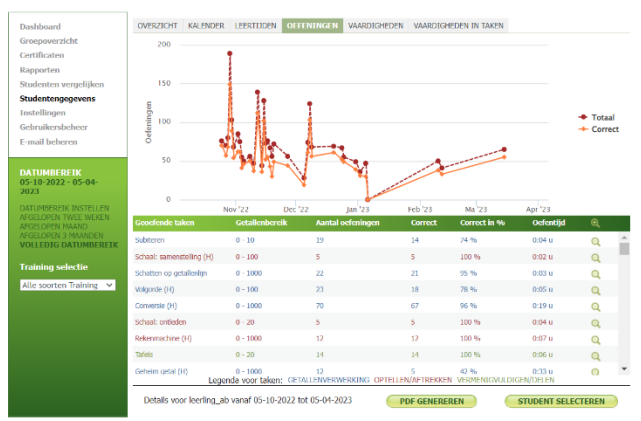 Dashboard
Groepoverzicht
Certificaten
Rapporten
Studenten vergelijken
Studentengegevens
Instellingen
Gebruikersbeheer
E-mail beheren
DATUMBEREIK
05-10-2022 - 05-04-
2023
DATUMBEREIK INSTELLEN
AFGELOPEN TWEE WEKEN
AFGELOPEN MAAND
AFGELOPEN 3 MAANDEN
VOLLEDIG DATUMBEREIK
Training selectie
Alle soorten Training
OVERZICHT KALENDER LEERTIJDEN OEFENINGEN VAARDIGHEDEN VAARDIGHEDEN IN TAKEN
200
150
100
50
0
Oefeningen
Nov '22 Dec '22 Jan '23 Feb '23 Ma '23 Apr '23
Totaal
Correct
Geoefende taken Getallenbereik Aantal oefeningen Correct Correct in % Oefentijd
Subiteren 0 - 10 19 14 74 % 0:04 u
Schaal: samenstelling (H) 0 - 100 5 5 100 % 0:02 u
Schatten op getallenlijn 0 - 1000 22 21 95 % 0:03 u
Volgorde (H) 0 - 100 23 18 78 % 0:05 u
Conversie (H) 0 - 1000 70 67 96 % 0:19 u
Schaal: ontleden 0 - 20 5 5 100 % 0:04 u
Rekenmachine (H) 0 - 1000 12 12 100 % 0:07 u
Tafels 0 - 20 14 14 100 % 0:06 u
Geheim getal (H) 0 - 1000 12 5 42 % 0:33 u
Legende voor taken: GETALLENVERWERKING OPTELLEN/AFTREKKEN VERMENIGVULDIGEN/DELEN
Details voor leerling_ab vanaf 05-10-2022 tot 05-04-2023 PDF GENEREREN STUDENT SELECTEREN